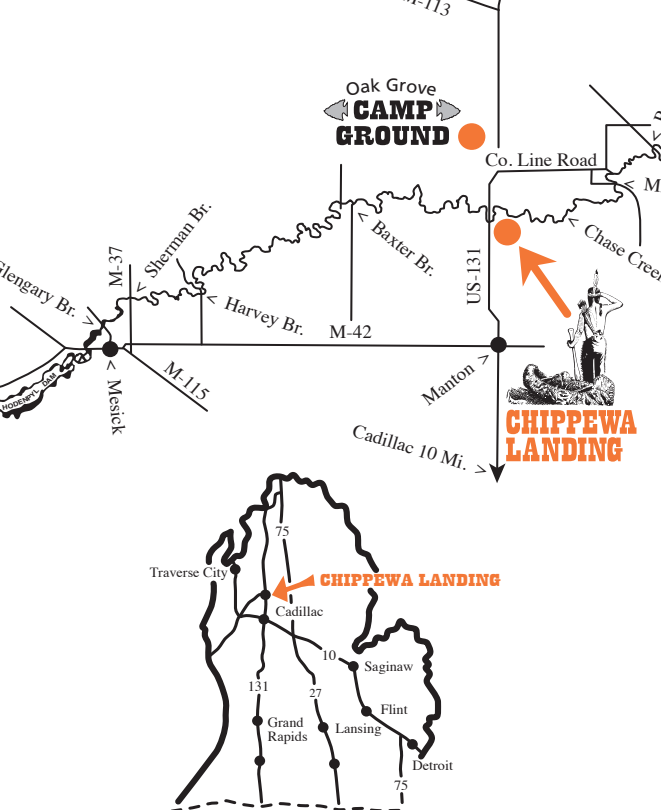 M-113
Oak Grove
CAMP
GROUND
Co. Line Road
Sherman Br.
M-37
Glengary Br.
Baxter Br.
Chase Creek
US-131
Harvey Br.
M-42
M-115
HODENPYL DAM
Mesick
Manton
CHIPPEWA
LANDING
Cadillac 10 Mi.
75
Traverse City
CHIPPEWA LANDING
Cadillac
10
Saginaw
131
27
Flint
Grand
Rapids
Lansing
Detroit
75